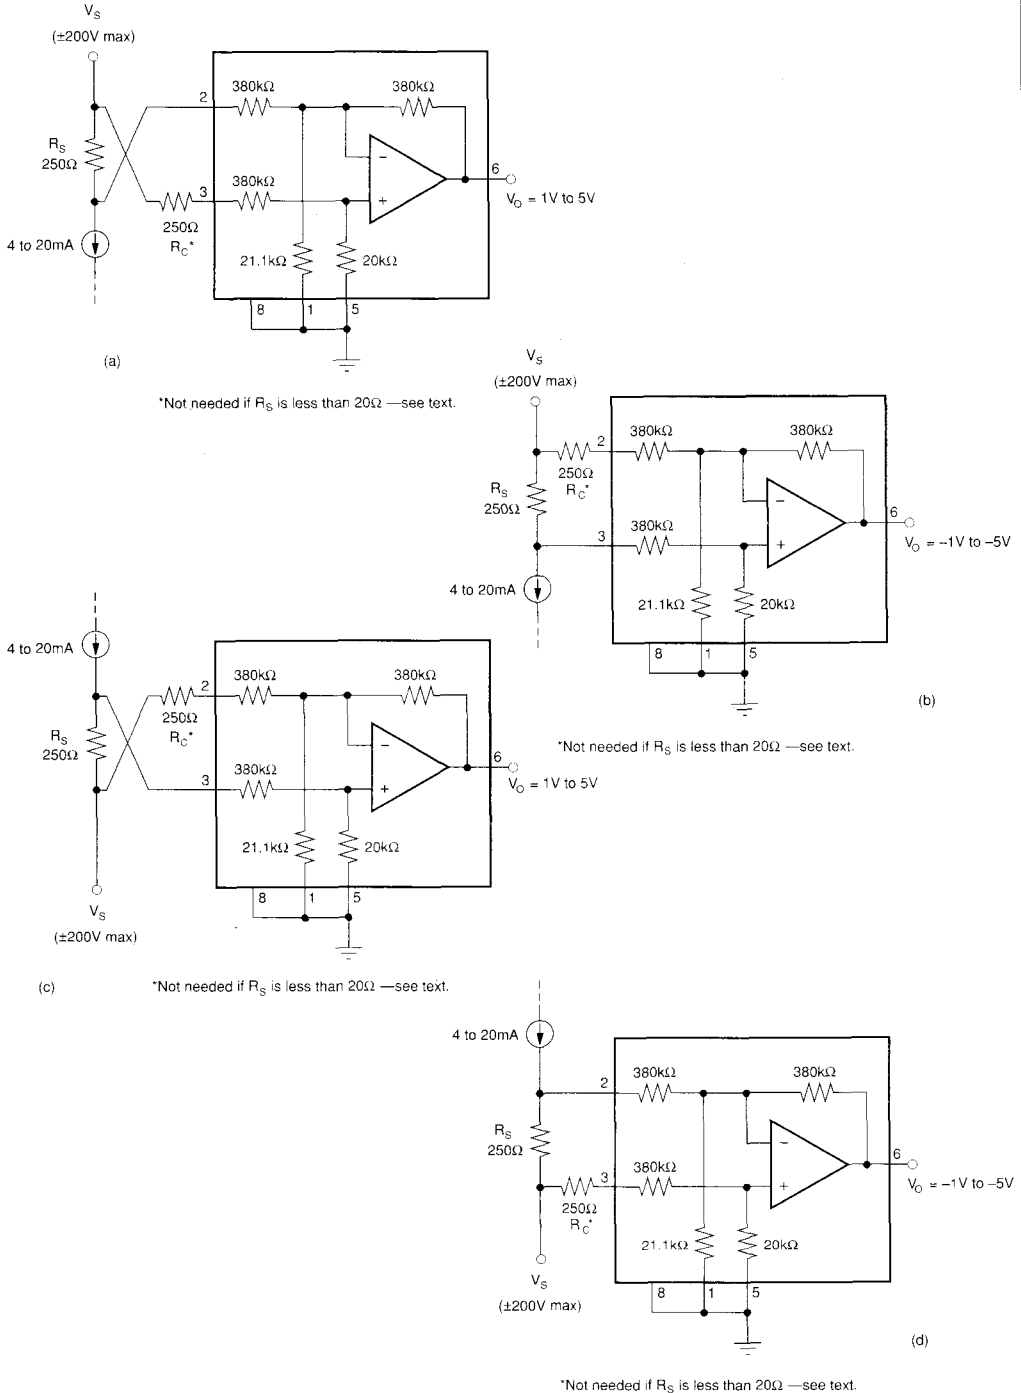 V_S
(±200V max)
380kΩ
380kΩ
2
R_S
250Ω
6
380kΩ
3
V_O = 1V to 5V
250Ω
R_C*
4 to 20mA
21.1kΩ
20kΩ
8
1
5
(a)
*Not needed if R_S is less than 20Ω —see text.
V_S
(±200V max)
380kΩ
380kΩ
2
250Ω
R_C*
R_S
250Ω
6
380kΩ
3
V_O = –1V to –5V
4 to 20mA
21.1kΩ
20kΩ
8
1
5
(b)
*Not needed if R_S is less than 20Ω —see text.
4 to 20mA
380kΩ
380kΩ
2
250Ω
R_C*
R_S
250Ω
6
380kΩ
3
V_O = 1V to 5V
21.1kΩ
20kΩ
8
1
5
V_S
(±200V max)
(c)
*Not needed if R_S is less than 20Ω —see text.
4 to 20mA
380kΩ
380kΩ
2
R_S
250Ω
6
380kΩ
3
V_O = –1V to –5V
250Ω
R_C*
21.1kΩ
20kΩ
8
1
5
V_S
(±200V max)
(d)
*Not needed if R_S is less than 20Ω —see text.
–
+
–
+
–
+
–
+